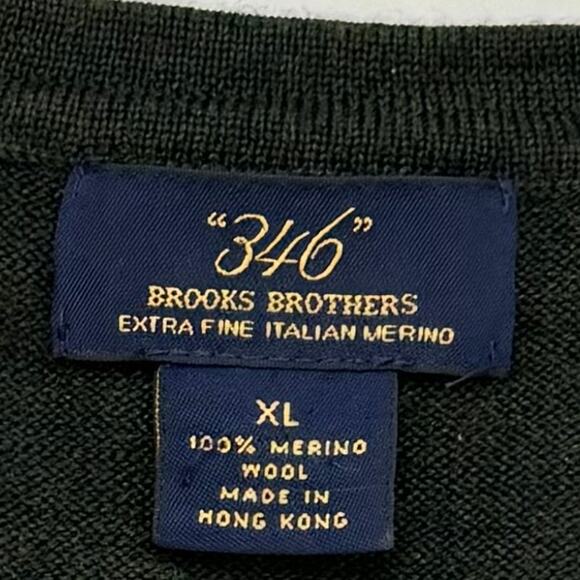 “346”
BROOKS BROTHERS
EXTRA FINE ITALIAN MERINO
XL
100% MERINO
WOOL
MADE IN
HONG KONG